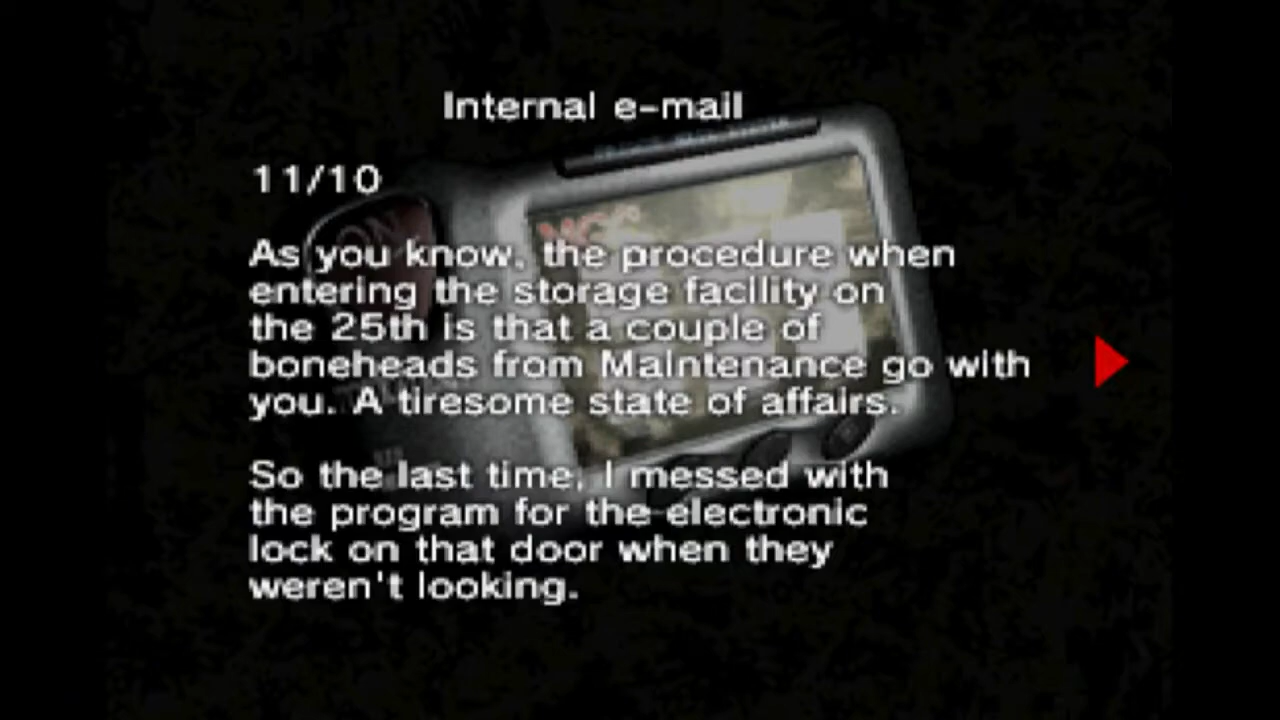 Internal e-mail
11/10
As you know, the procedure when
entering the storage facility on
the 25th is that a couple of
boneheads from Maintenance go with
you. A tiresome state of affairs.
So the last time, I messed with
the program for the electronic
lock on that door when they
weren't looking.